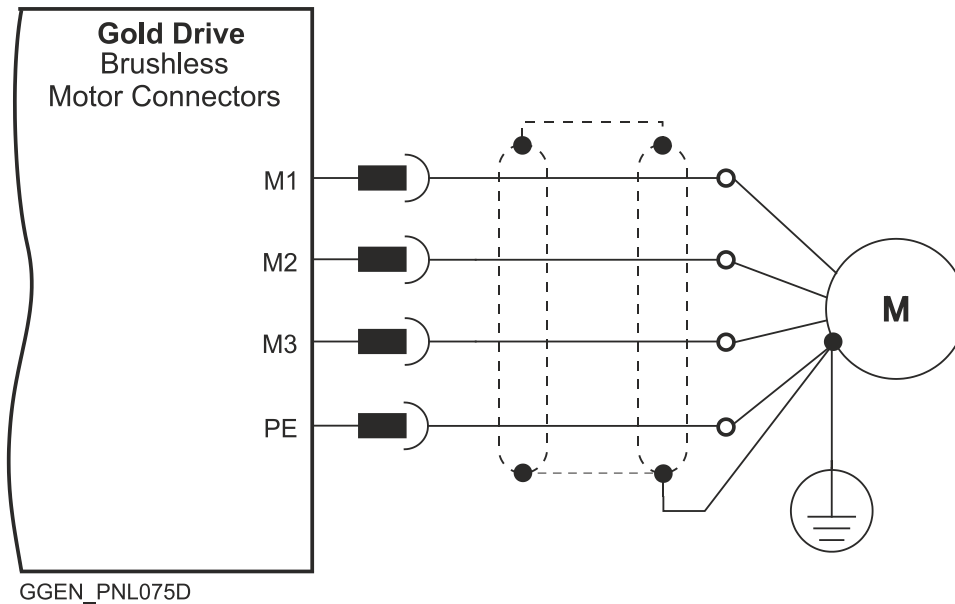 Gold Drive
Brushless
Motor Connectors
M1
M2
M3
PE
M
GGEN_PNL075D